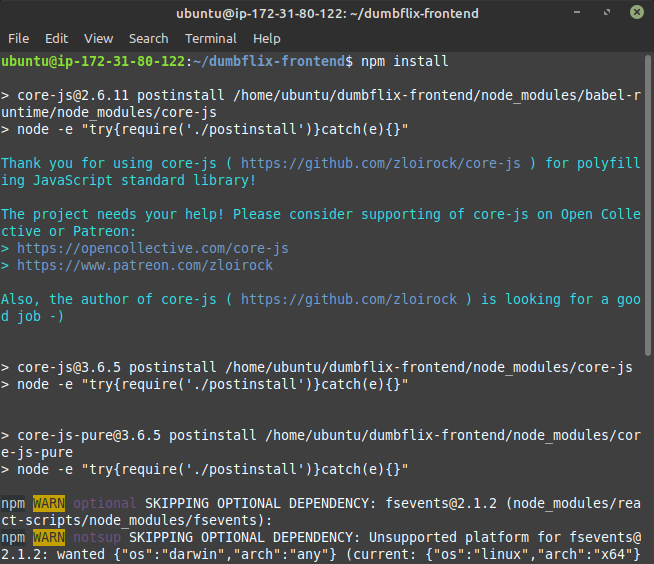 ubuntu@ip-172-31-80-122: ~/dumbflix-frontend
File Edit View Search Terminal Help
ubuntu@ip-172-31-80-122:~/dumbflix-frontend$ npm install
> core-js@2.6.11 postinstall /home/ubuntu/dumbflix-frontend/node_modules/babel-r
untime/node_modules/core-js
> node -e "try{require('./postinstall')}catch(e){}"
Thank you for using core-js ( https://github.com/zloirock/core-js ) for polyfill
ing JavaScript standard library!
The project needs your help! Please consider supporting of core-js on Open Colle
ctive or Patreon:
> https://opencollective.com/core-js
> https://www.patreon.com/zloirock
Also, the author of core-js ( https://github.com/zloirock ) is looking for a goo
d job -)
> core-js@3.6.5 postinstall /home/ubuntu/dumbflix-frontend/node_modules/core-js
> node -e "try{require('./postinstall')}catch(e){}"
> core-js-pure@3.6.5 postinstall /home/ubuntu/dumbflix-frontend/node_modules/cor
e-js-pure
> node -e "try{require('./postinstall')}catch(e){}"
npm WARN optional SKIPPING OPTIONAL DEPENDENCY: fsevents@2.1.2 (node_modules/rea
ct-scripts/node_modules/fsevents):
npm WARN notsup SKIPPING OPTIONAL DEPENDENCY: Unsupported platform for fsevents@
2.1.2: wanted {"os":"darwin","arch":"any"} (current: {"os":"linux","arch":"x64"}